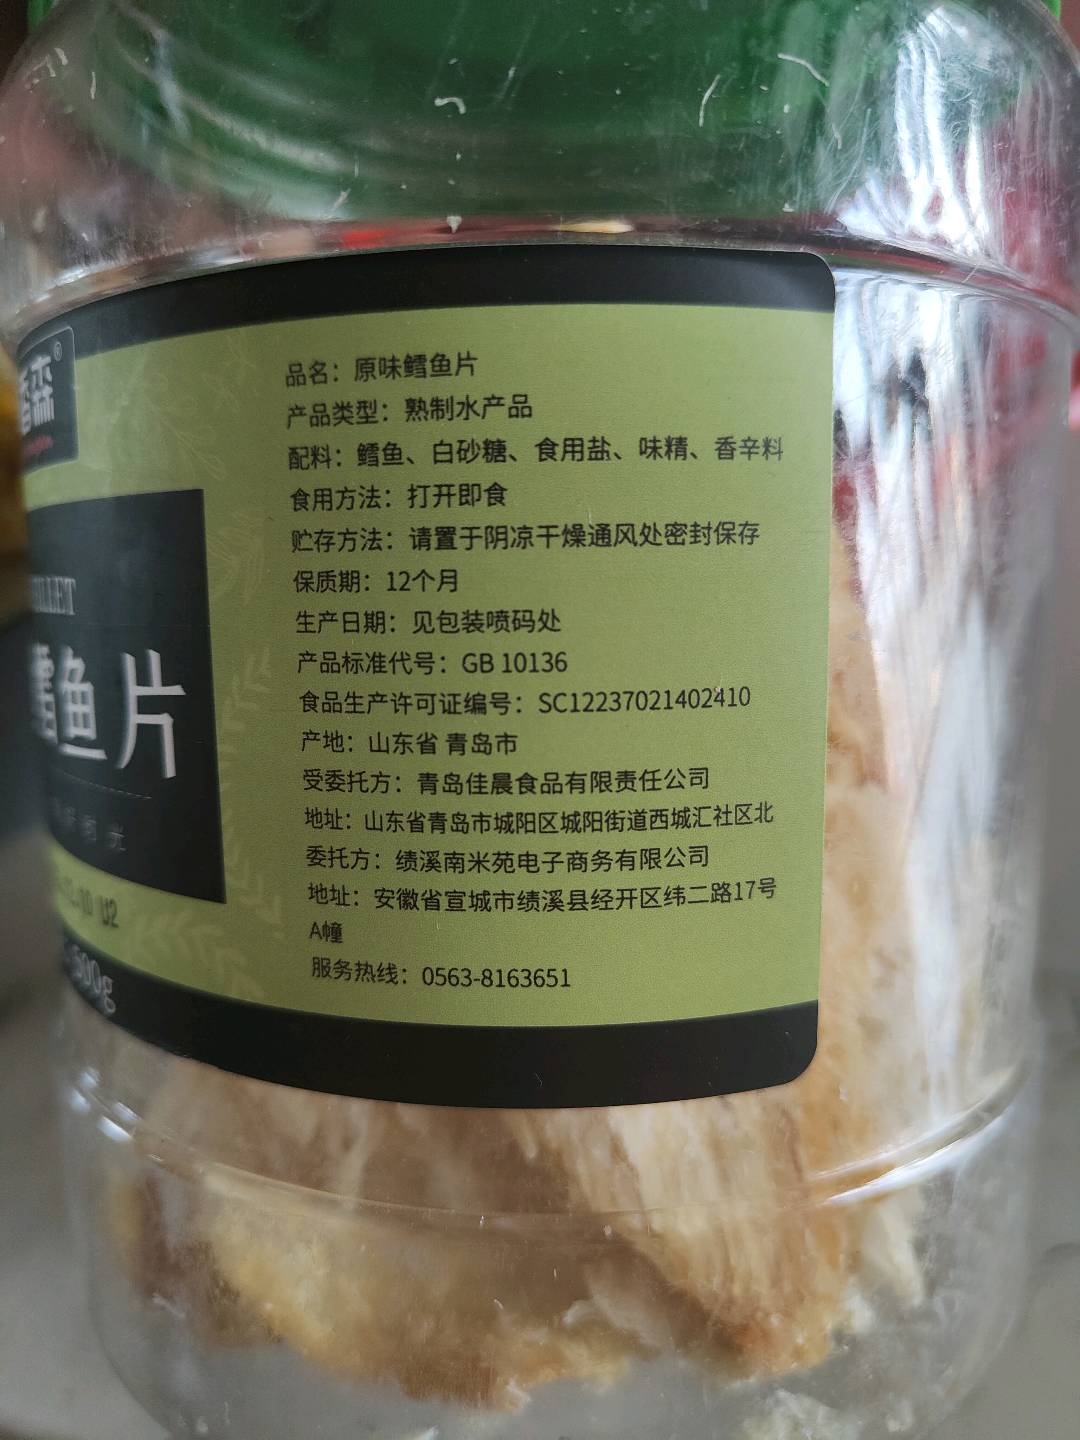 森®
品名：原味鳕鱼片
产品类型：熟制水产品
配料：鳕鱼、白砂糖、食用盐、味精、香辛料
食用方法：打开即食
贮存方法：请置于阴凉干燥通风处密封保存
保质期：12个月
生产日期：见包装喷码处
产品标准代号：GB 10136
食品生产许可证编号：SC12237021402410
产地：山东省 青岛市
受委托方：青岛佳晨食品有限责任公司
地址：山东省青岛市城阳区城阳街道西城汇社区北
委托方：绩溪南米苑电子商务有限公司
地址：安徽省宣城市绩溪县经开区纬二路17号
A幢
服务热线：0563-8163651
LLET
鳕鱼片
光
10 U2
600g